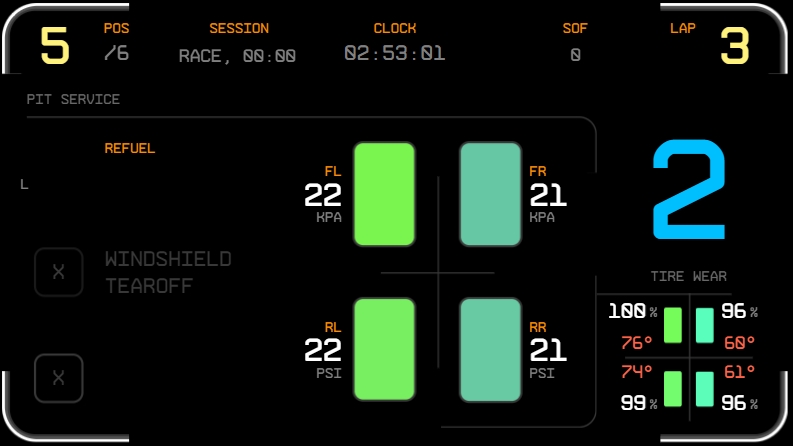 5 POS /6
SESSION
RACE, 00:00
CLOCK
02:53:01
SOF
0
LAP 3
PIT SERVICE
REFUEL
L
X WINDSHIELD
TEAROFF
X
FL
22
KPA
FR
21
KPA
RL
22
PSI
RR
21
PSI
2
TIRE WEAR
100% 96%
76° 60°
74° 61°
99% 96%